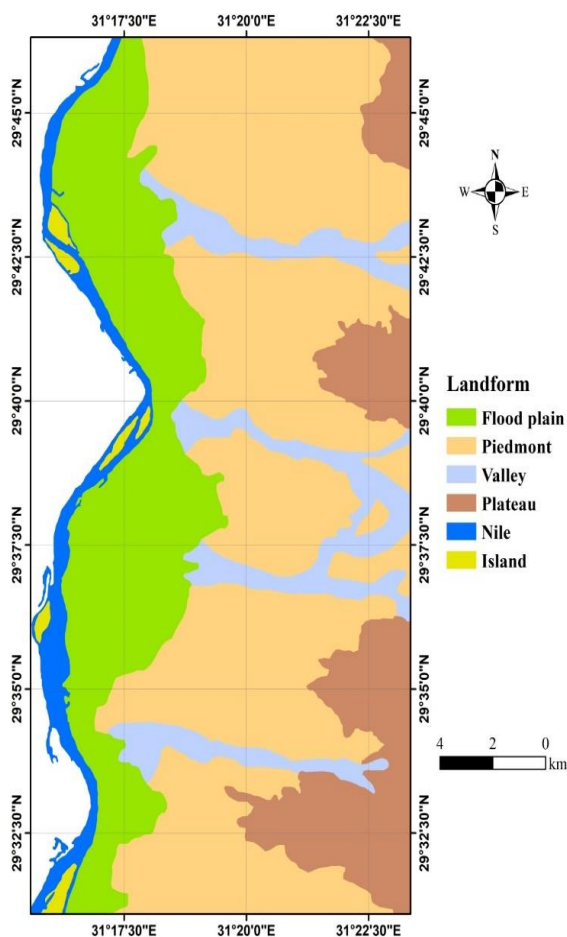 31°17'30"E 31°20'0"E 31°22'30"E
29°45'0"N 29°45'0"N
N
W E
S
29°42'30"N 29°42'30"N
29°40'0"N 29°40'0"N
Landform
Flood plain
Piedmont
Valley
Plateau
Nile
Island
29°37'30"N 29°37'30"N
29°35'0"N 29°35'0"N
4 2 0
km
29°32'30"N 29°32'30"N
31°17'30"E 31°20'0"E 31°22'30"E